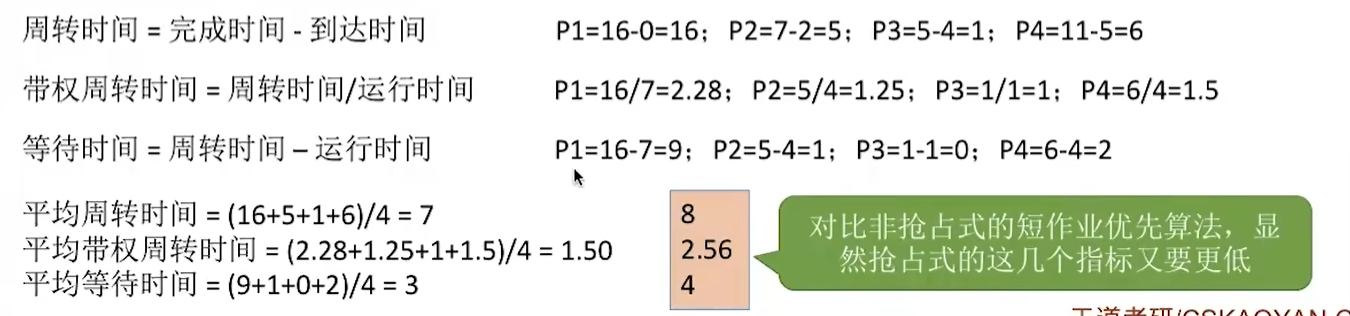 周转时间 = 完成时间 - 到达时间 P1=16-0=16；P2=7-2=5；P3=5-4=1；P4=11-5=6
带权周转时间 = 周转时间/运行时间 P1=16/7=2.28；P2=5/4=1.25；P3=1/1=1；P4=6/4=1.5
等待时间 = 周转时间 – 运行时间 P1=16-7=9；P2=5-4=1；P3=1-1=0；P4=6-4=2
平均周转时间 = (16+5+1+6)/4 = 7
平均带权周转时间 = (2.28+1.25+1+1.5)/4 = 1.50
平均等待时间 = (9+1+0+2)/4 = 3
8
2.56
4
对比非抢占式的短作业优先算法，显
然抢占式的这几个指标又要更低